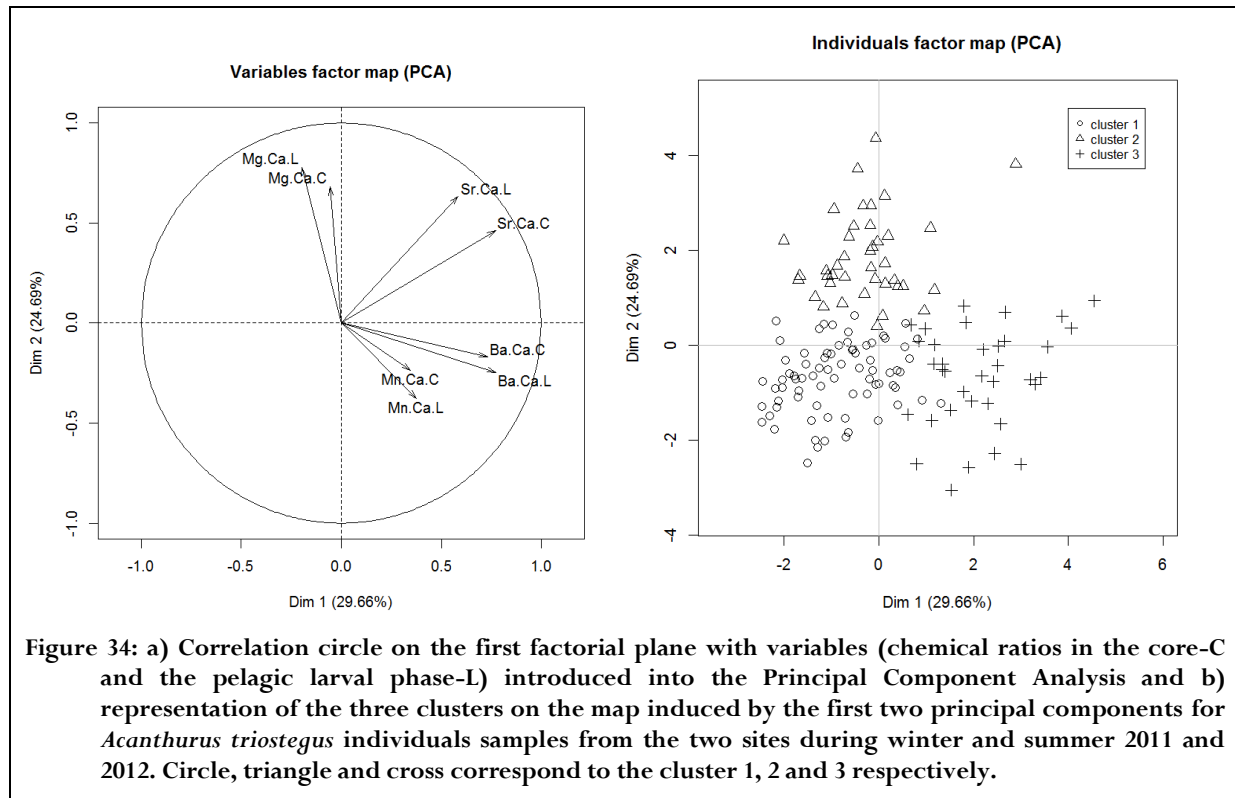 Variables factor map (PCA)
1.0
0.5
0.0
-0.5
-1.0
Dim 2 (24.69%)
Mg.Ca.L
Mg.Ca.C
Sr.Ca.L
Sr.Ca.C
Ba.Ca.C
Mn.Ca.C
Ba.Ca.L
Mn.Ca.L
-1.0 -0.5 0.0 0.5 1.0
Dim 1 (29.66%)
Individuals factor map (PCA)
cluster 1
cluster 2
cluster 3
4
2
0
-2
-4
Dim 2 (24.69%)
-2 0 2 4 6
Dim 1 (29.66%)
Figure 34: a) Correlation circle on the first factorial plane with variables (chemical ratios in the core-C
and the pelagic larval phase-L) introduced into the Principal Component Analysis and b)
representation of the three clusters on the map induced by the first two principal components for
Acanthurus triostegus individuals samples from the two sites during winter and summer 2011 and
2012. Circle, triangle and cross correspond to the cluster 1, 2 and 3 respectively.